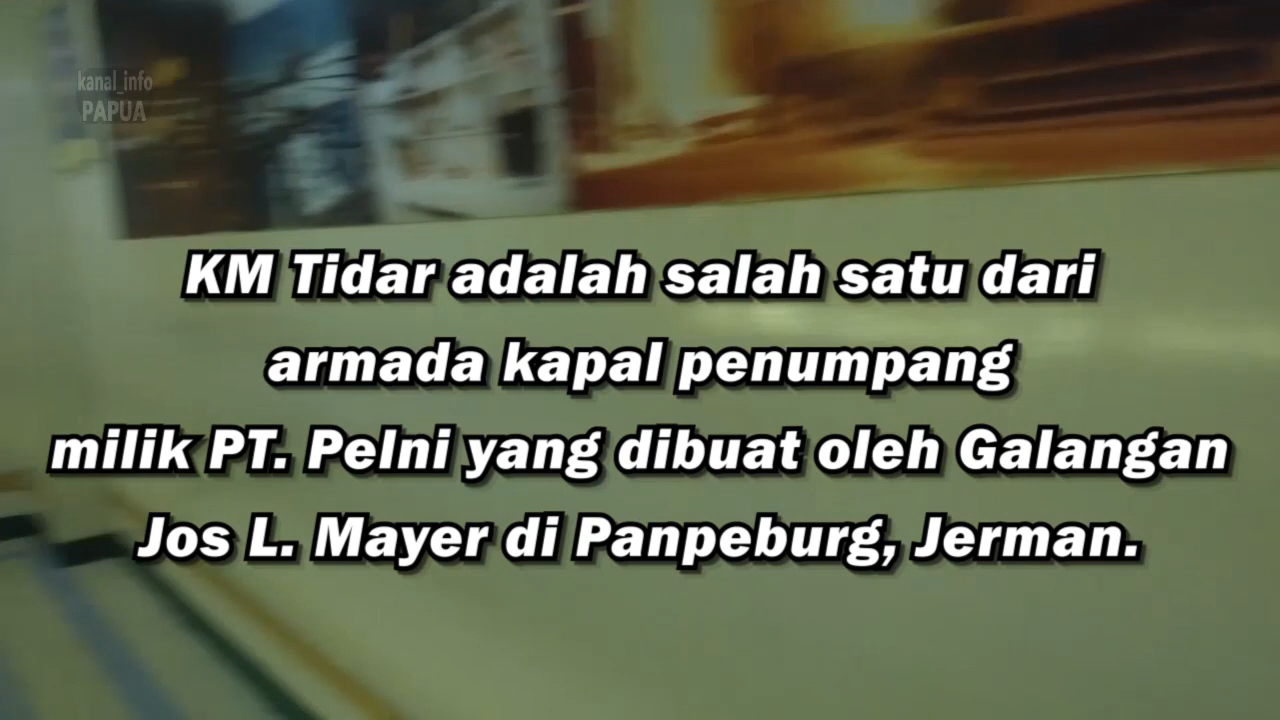 kanal_info
PAPUA
KM Tidar adalah salah satu dari
armada kapal penumpang
milik PT. Pelni yang dibuat oleh Galangan
Jos L. Mayer di Panpeburg, Jerman.